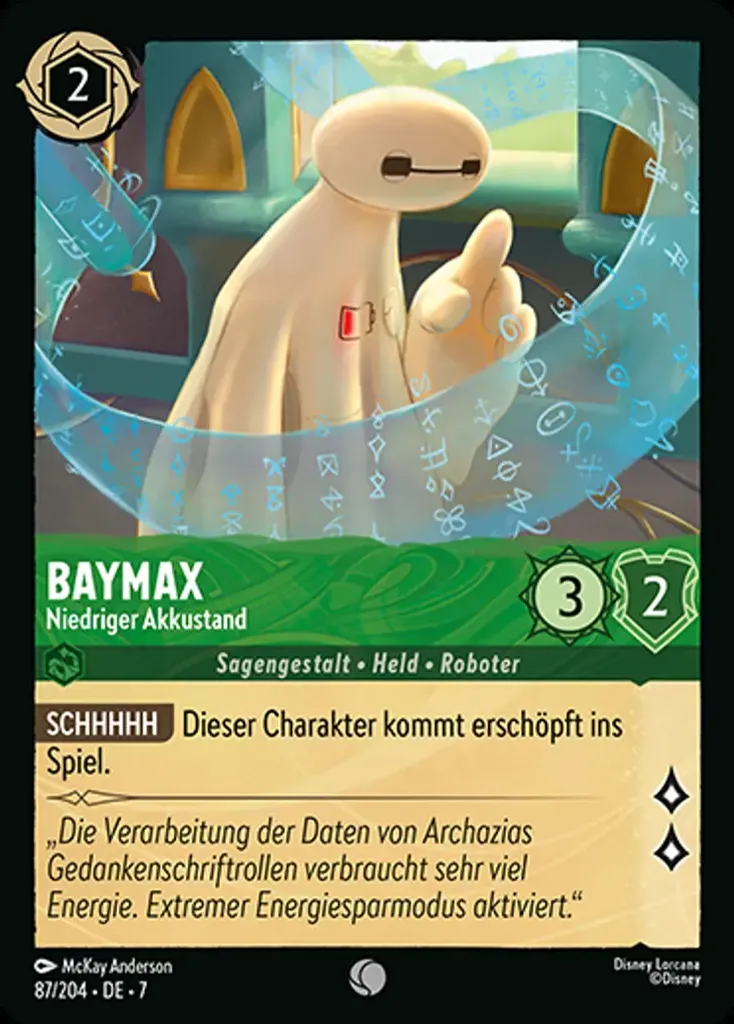 2
BAYMAX
Niedriger Akkustand
3
2
Sagengestalt • Held • Roboter
SCHHHHH Dieser Charakter kommt erschöpft ins
Spiel.
„Die Verarbeitung der Daten von Archazias
Gedankenschriftrollen verbraucht sehr viel
Energie. Extremer Energiesparmodus aktiviert.“
McKay Anderson
87/204 • DE • 7
Disney Lorcana
©Disney